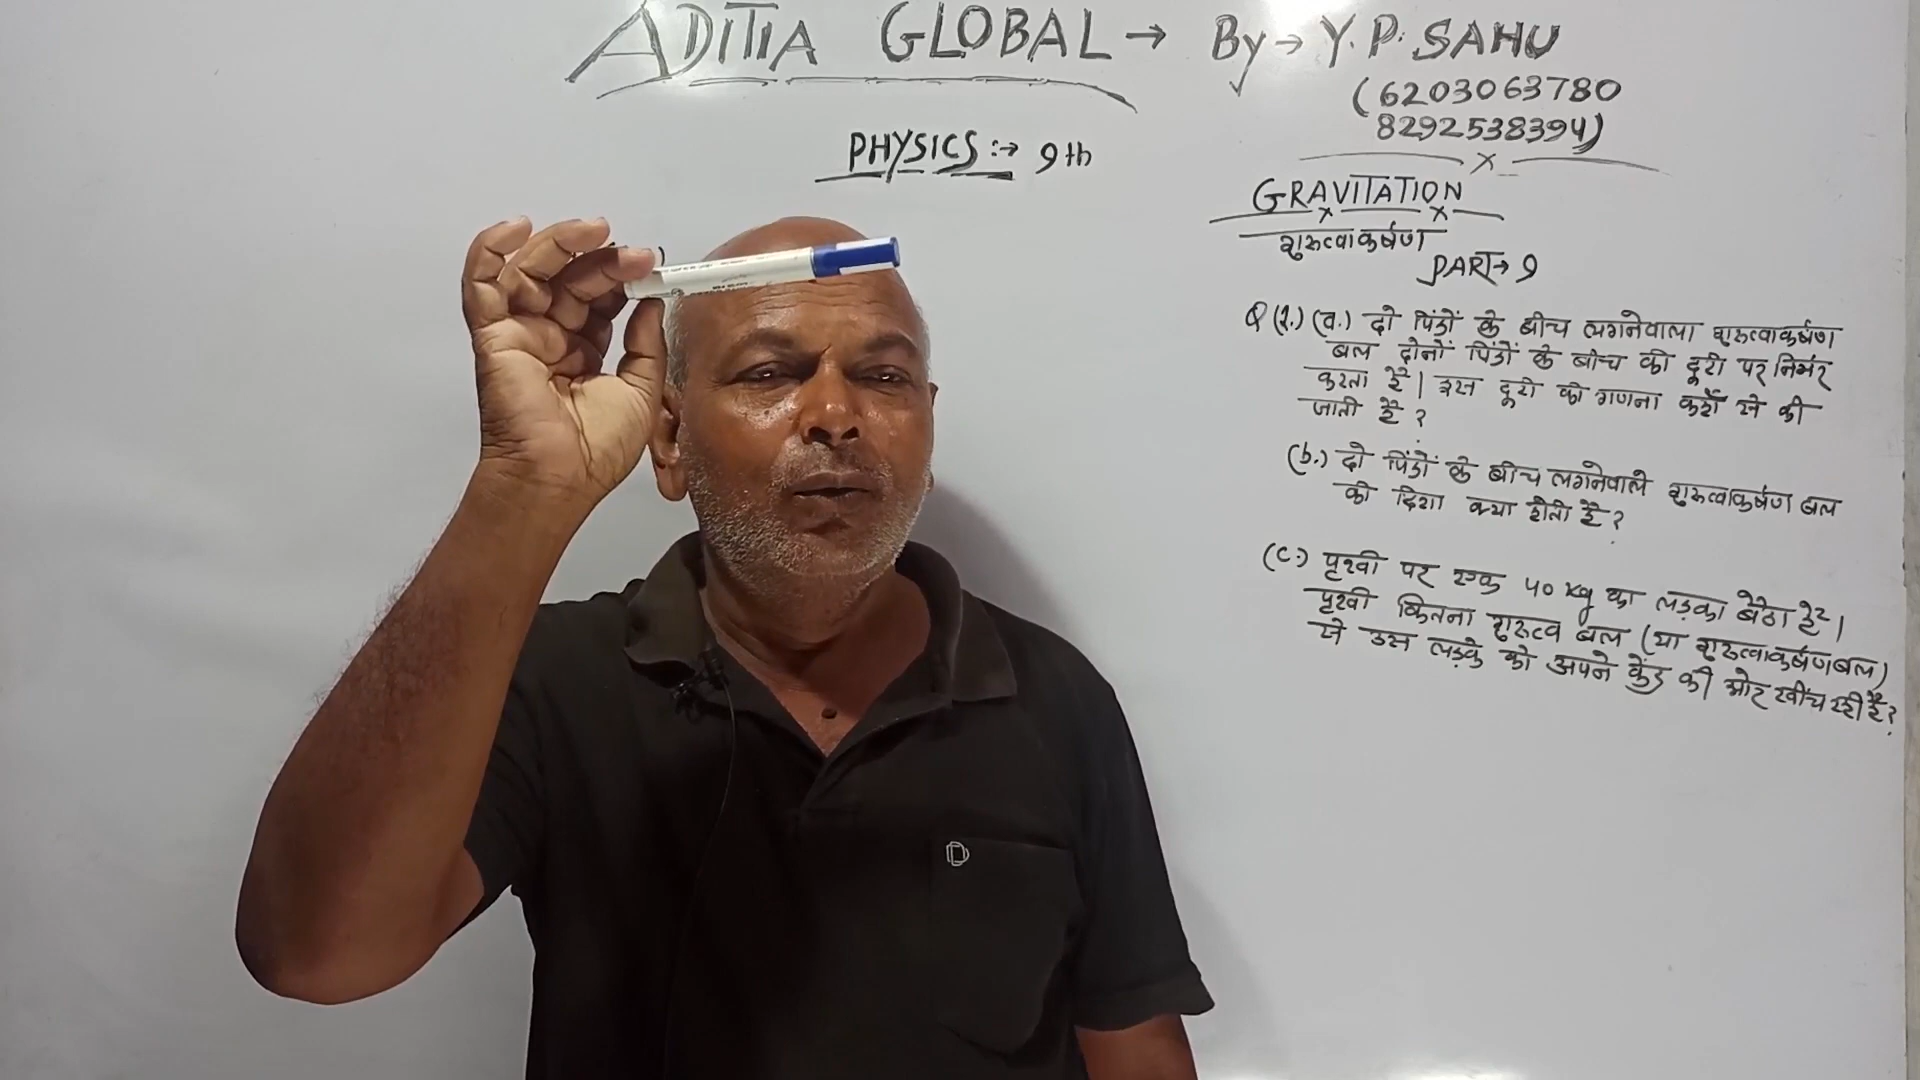 ADITIA GLOBAL → By → Y.P. SAHU
(6203063780
8292538394)
PHYSICS :→ 9th
GRAVITATION
गुरुत्वाकर्षण
PART → 9
Q (1.) (a.) दो पिंडों के बीच लगनेवाला गुरुत्वाकर्षण
बल दोनों पिंडों के बीच की दूरी पर निर्भर
करता है। इस दूरी की गणना कहाँ से की
जाती है?
(b.) दो पिंडों के बीच लगनेवाले गुरुत्वाकर्षण बल
की दिशा क्या होती है?
(c.) पृथ्वी पर एक 40 kg का लड़का बैठा है।
पृथ्वी कितना गुरुत्व बल (या गुरुत्वाकर्षण बल)
से उस लड़के को अपने केंद्र की ओर खींच रही है?
D